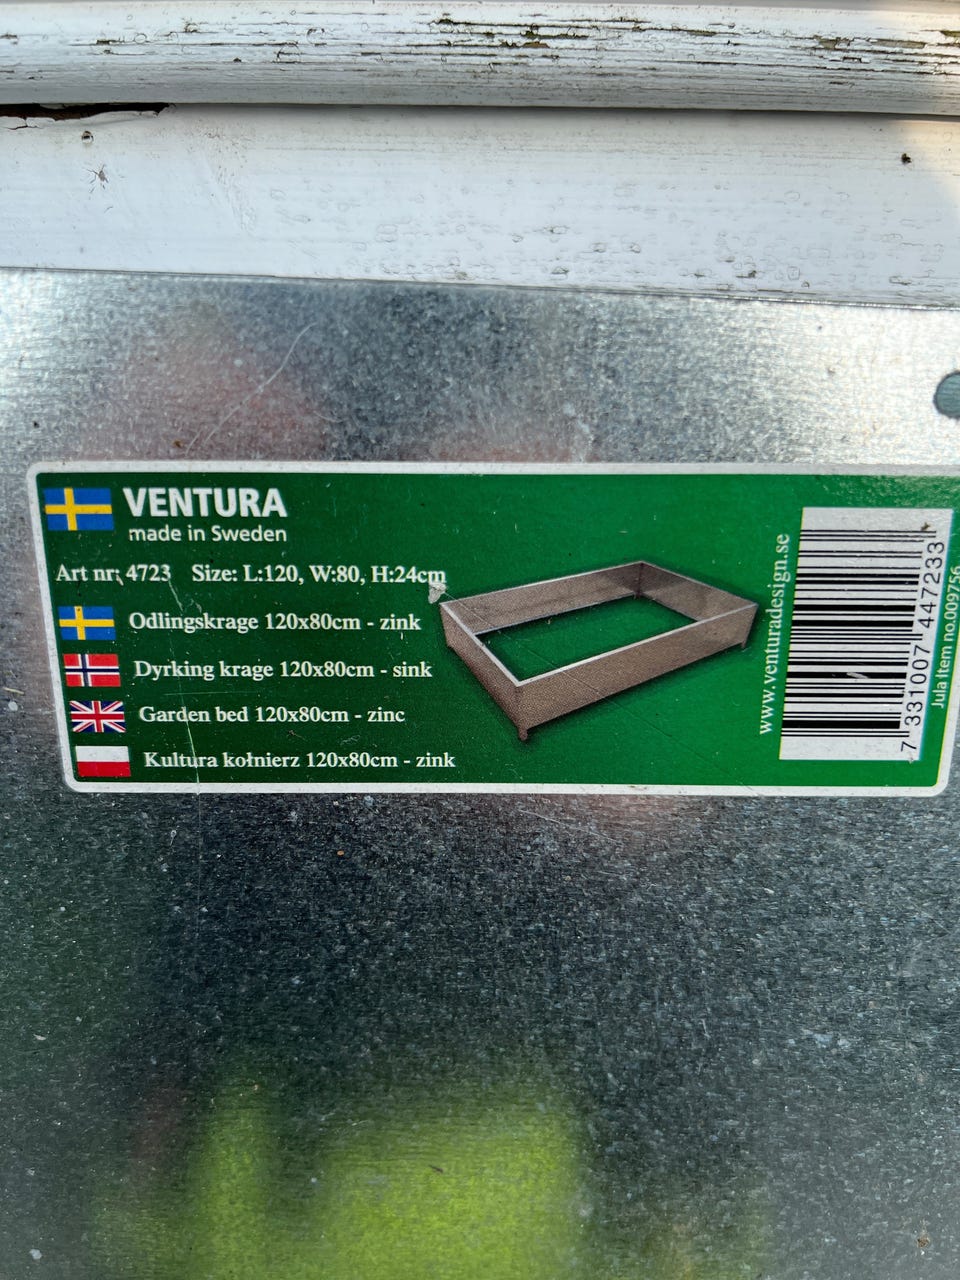 VENTURA
made in Sweden
Art nr: 4723 Size: L:120, W:80, H:24cm
Odlingskrage 120x80cm - zink
Dyrking krage 120x80cm - sink
Garden bed 120x80cm - zinc
Kultura kołnierz 120x80cm - zink
www.venturadesign.se
7 331007 447233
Jula Item no.009756